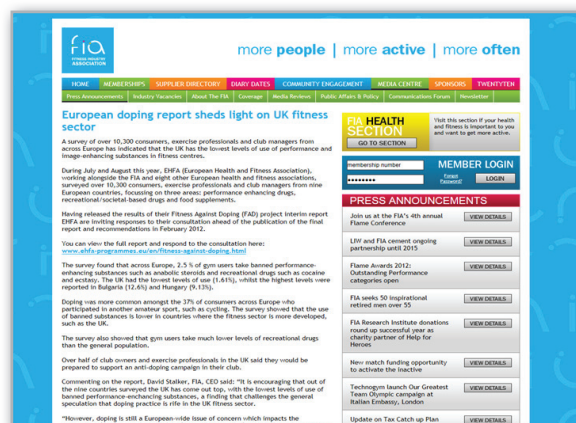 fia
FITNESS INDUSTRY
ASSOCIATION
more people | more active | more often
HOME MEMBERSHIPS SUPPLIER DIRECTORY DIARY DATES COMMUNITY ENGAGEMENT MEDIA CENTRE SPONSORS TWENTYTEN
Press Announcements Industry Vacancies About The FIA Coverage Media Reviews Public Affairs & Policy Communications Forum Newsletter
European doping report sheds light on UK fitness
sector
A survey of over 10,300 consumers, exercise professionals and club managers from
across Europe has indicated that the UK has the lowest levels of use of performance and
image-enhancing substances in fitness centres.
During July and August this year, EHFA (European Health and Fitness Association),
working alongside the FIA and eight other European health and fitness associations,
surveyed over 10,300 consumers, exercise professionals and club managers from nine
European countries, focusing on three areas: performance enhancing drugs,
recreational/societal-based drugs and food supplements.
Having released the results of their Fitness Against Doping (FAD) project interim report
EHFA are inviting responses to their consultation ahead of the publication of the final
report and recommendations in February 2012.
You can view the full report and respond to the consultation here:
www.ehfa-programmes.eu/en/fitness-against-doping.html
The survey found that across Europe, 2.5 % of gym users take banned performance-
enhancing substances such as anabolic steroids and recreational drugs such as cocaine
and ecstasy. The UK had the lowest levels of use (1.61%), whilst the highest levels were
reported in Bulgaria (12.6%) and Hungary (9.13%).
Doping was more common amongst the 37% of consumers across Europe who
participated in another amateur sport, such as cycling. The survey showed that the use
of banned substances is lower in countries where the fitness sector is more developed,
such as the UK.
The survey also showed that gym users take much lower levels of recreational drugs
than the general population.
Over half of club owners and exercise professionals in the UK said they would be
prepared to support an anti-doping campaign in their club.
Commenting on the report, David Stalker, FIA, CEO said: "It is encouraging that out of
the nine countries surveyed the UK has come out top, with the lowest levels of use of
banned performance-enhancing substances, a finding that challenges the general
speculation that doping practice is rife in the UK fitness sector.
"However, doping is still a European-wide issue of concern which impacts the
FIA HEALTH
SECTION
GO TO SECTION
Visit this section if your health
and fitness is important to you
and want to get more active.
membership number
MEMBER LOGIN
Forgot
Password?
LOGIN
PRESS ANNOUNCEMENTS
Join us at the FIA's 4th annual
Flame Conference
VIEW DETAILS
LIW and FIA cement ongoing
partnership until 2015
VIEW DETAILS
Flame Awards 2012:
Outstanding Performance
categories open
VIEW DETAILS
FIA seeks 50 inspirational
retired men over 55
VIEW DETAILS
FIA Research Institute donations
round up successful year as
charity partner of Help for
Heroes
VIEW DETAILS
New match funding opportunity
to activate the inactive
VIEW DETAILS
Technogym launch Our Greatest
Team Olympic campaign at
Italian Embassy, London
VIEW DETAILS
Update on Tax Catch up Plan
VIEW DETAILS